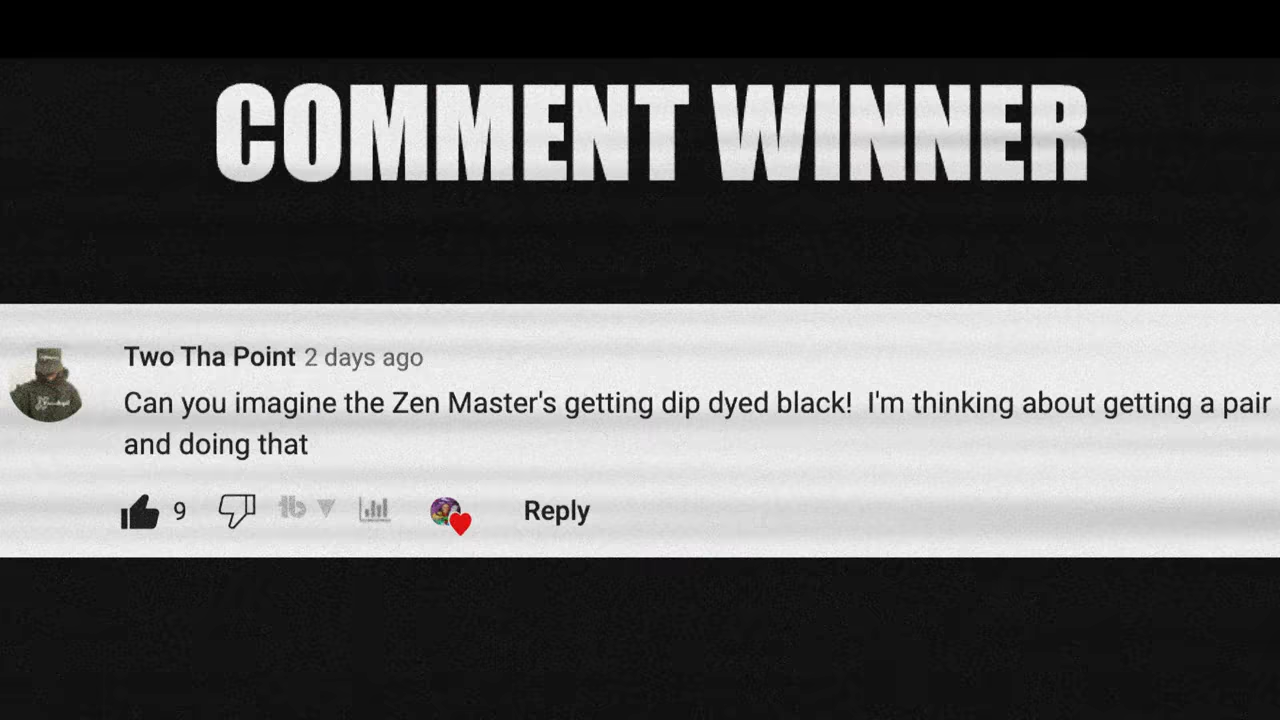 COMMENT WINNER
Two Tha Point 2 days ago
Can you imagine the Zen Master's getting dip dyed black!  I'm thinking about getting a pair
and doing that
9 tb Reply